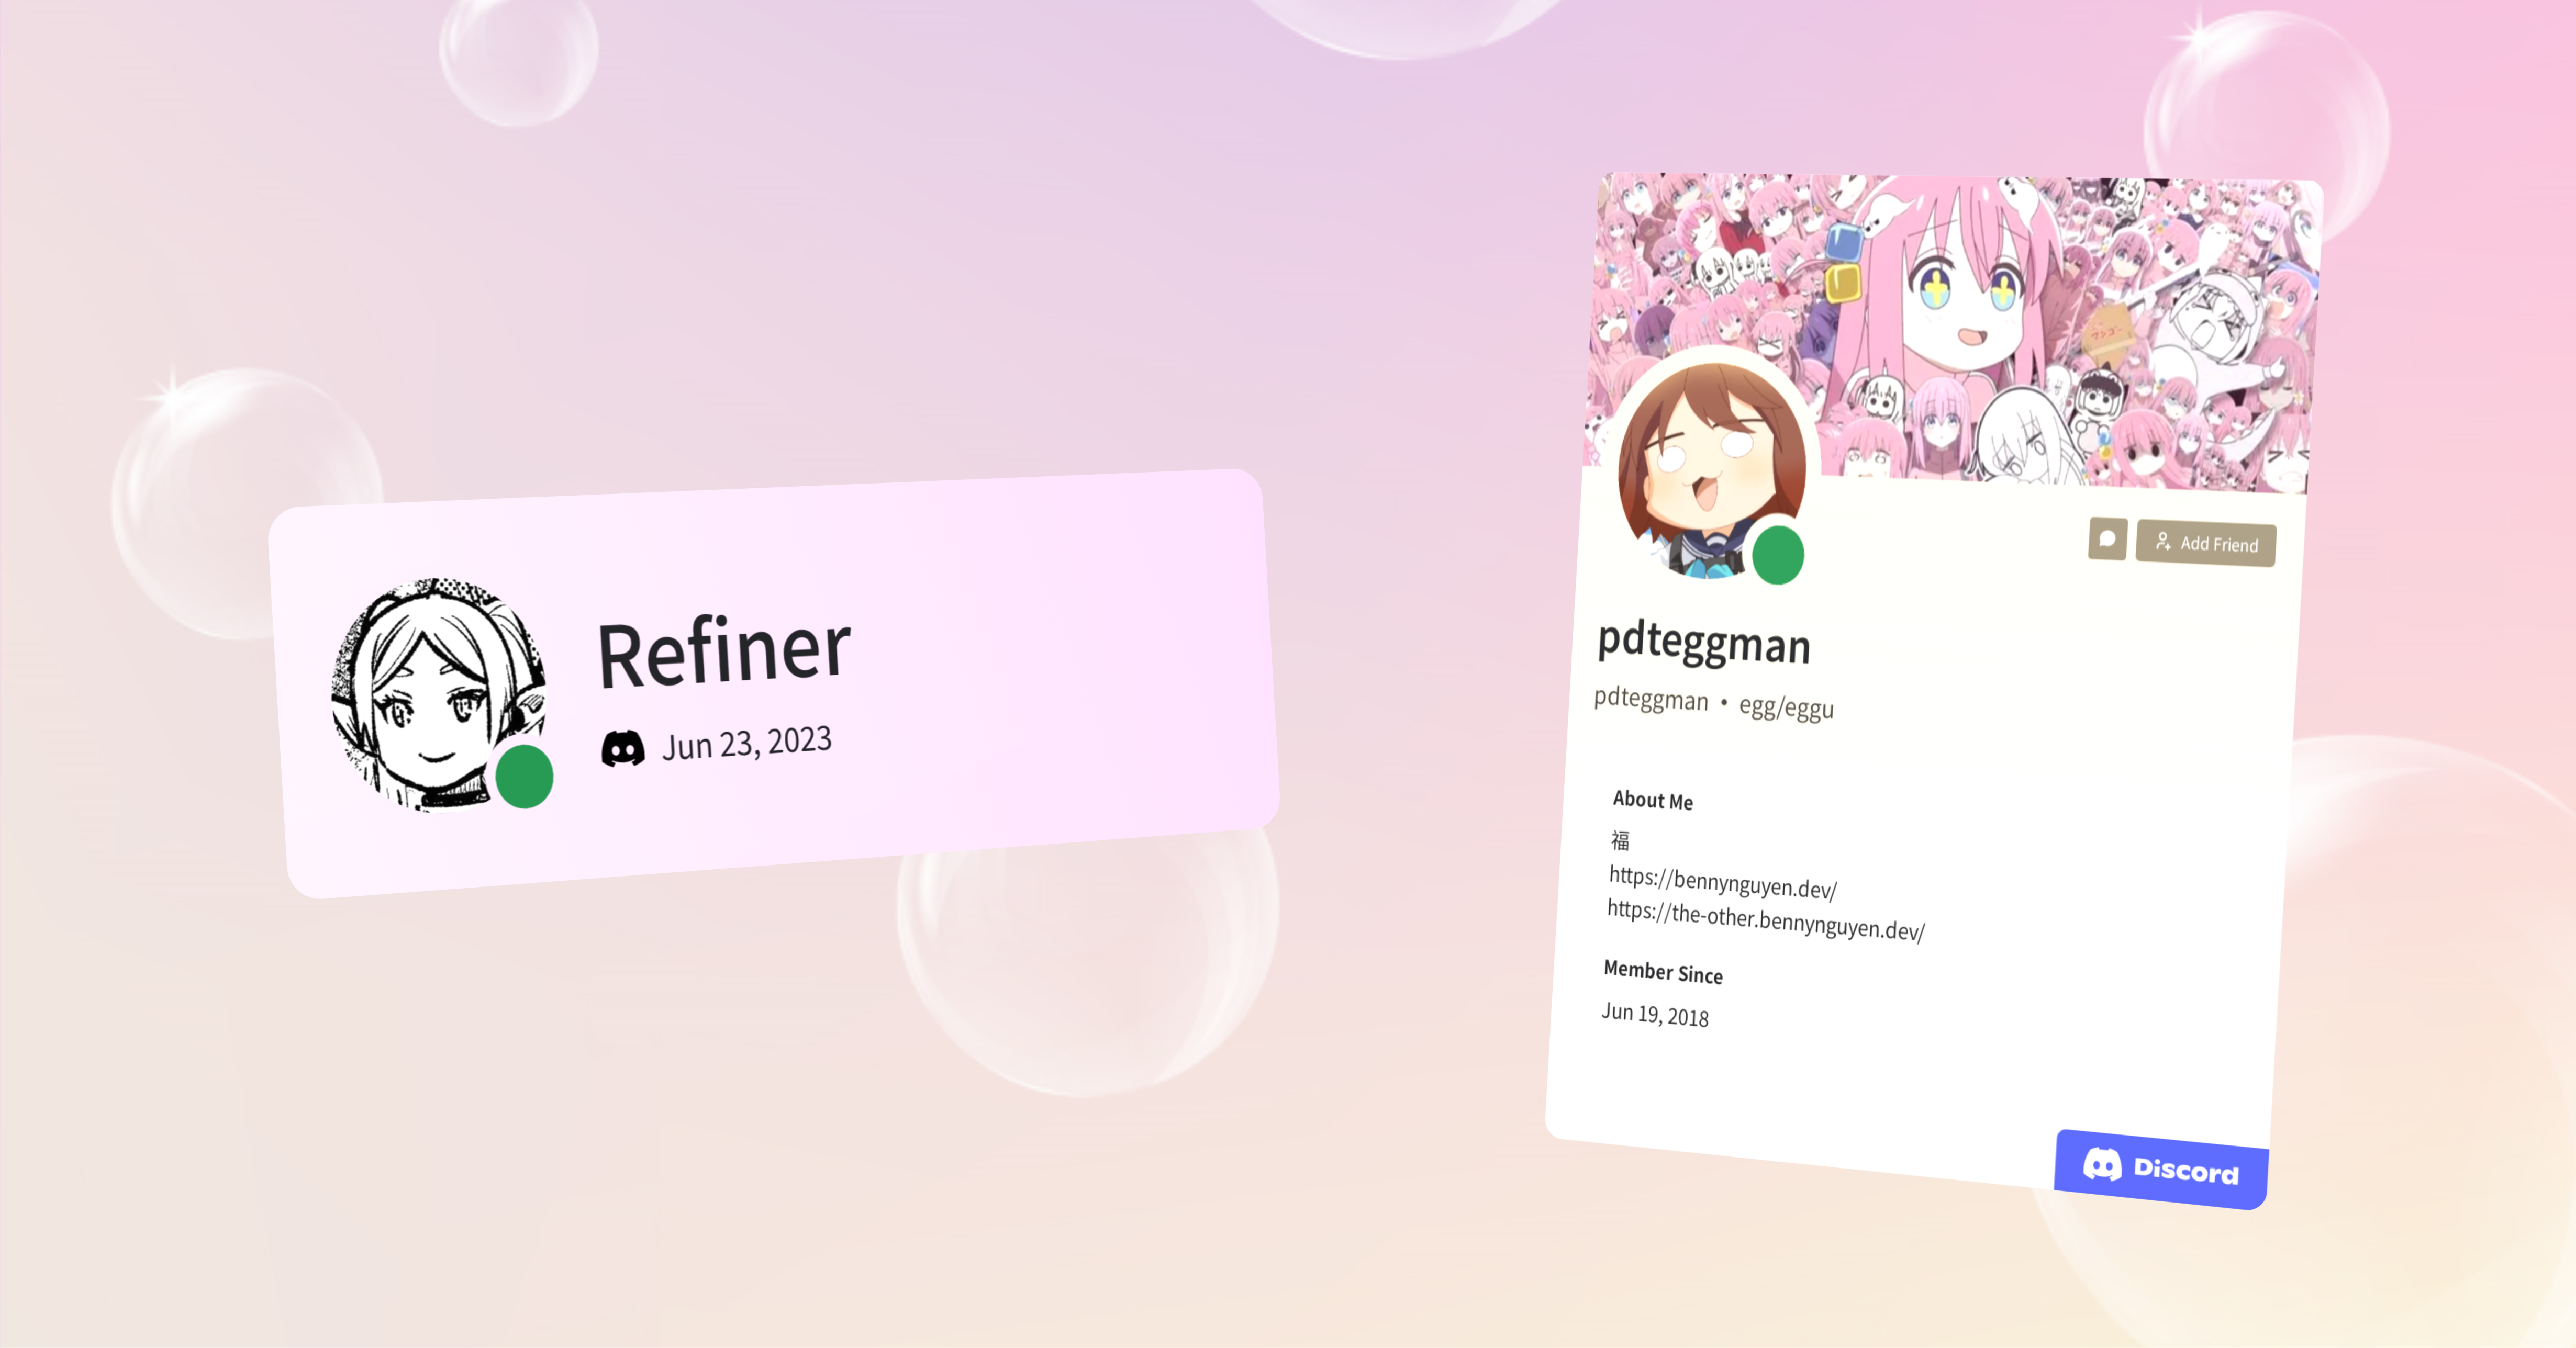 Refiner
Jun 23, 2023
Add Friend
pdteggman
pdteggman • egg/eggu
About Me
福
https://bennynguyen.dev/
https://the-other.bennynguyen.dev/
Member Since
Jun 19, 2018
Discord